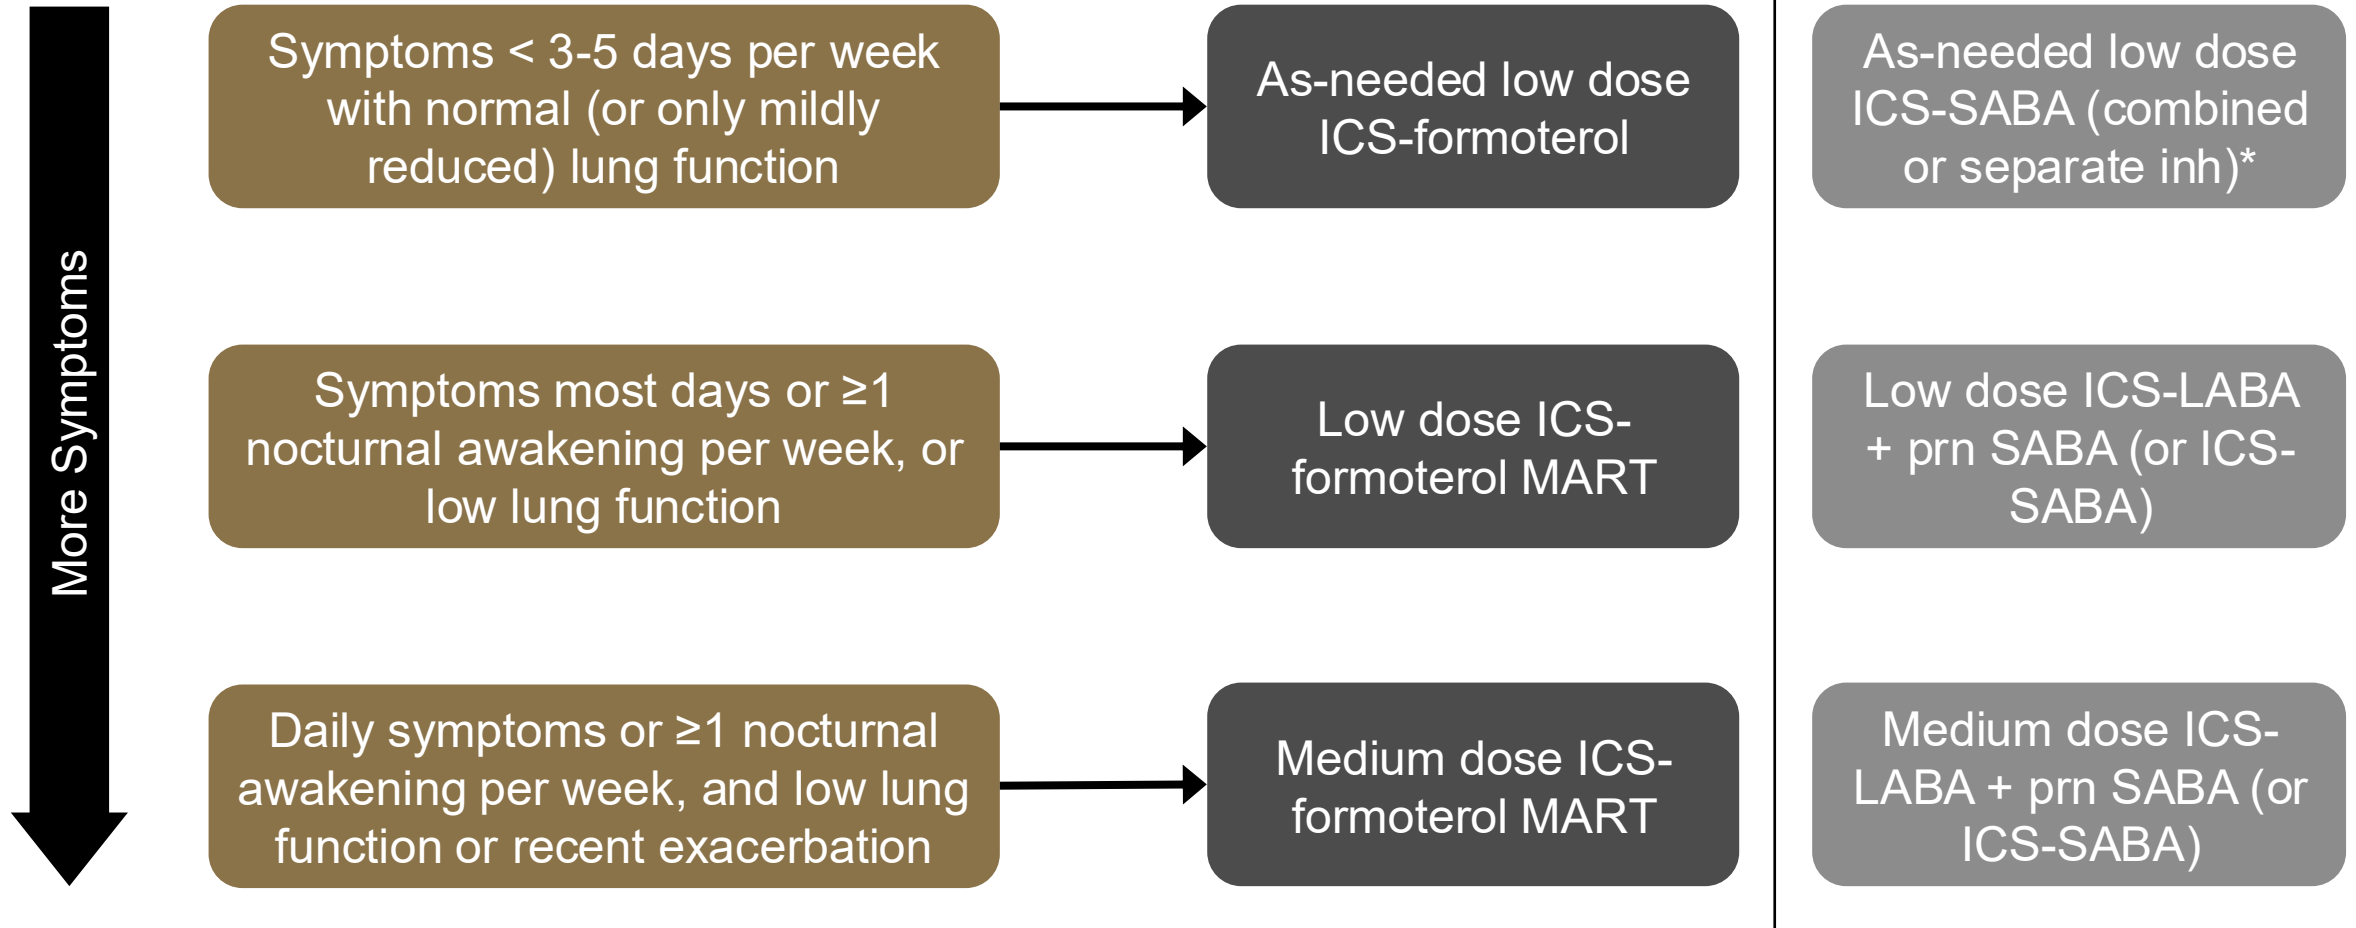 More Symptoms
Symptoms < 3-5 days per week
with normal (or only mildly
reduced) lung function
As-needed low dose
ICS-formoterol
As-needed low dose
ICS-SABA (combined
or separate inh)*
Symptoms most days or ≥1
nocturnal awakening per week, or
low lung function
Low dose ICS-
formoterol MART
Low dose ICS-LABA
+ prn SABA (or ICS-
SABA)
Daily symptoms or ≥1 nocturnal
awakening per week, and low lung
function or recent exacerbation
Medium dose ICS-
formoterol MART
Medium dose ICS-
LABA + prn SABA (or
ICS-SABA)